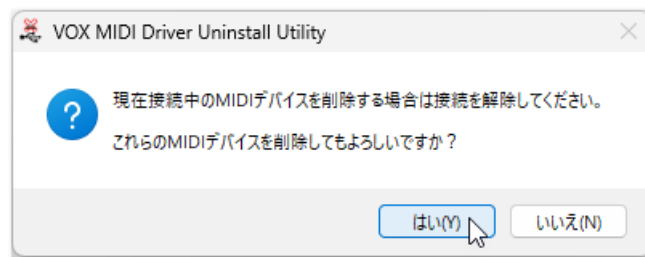 VOX MIDI Driver Uninstall Utility
現在接続中のMIDIデバイスを削除する場合は接続を解除してください。
これらのMIDIデバイスを削除してもよろしいですか？
はい(Y)
いいえ(N)